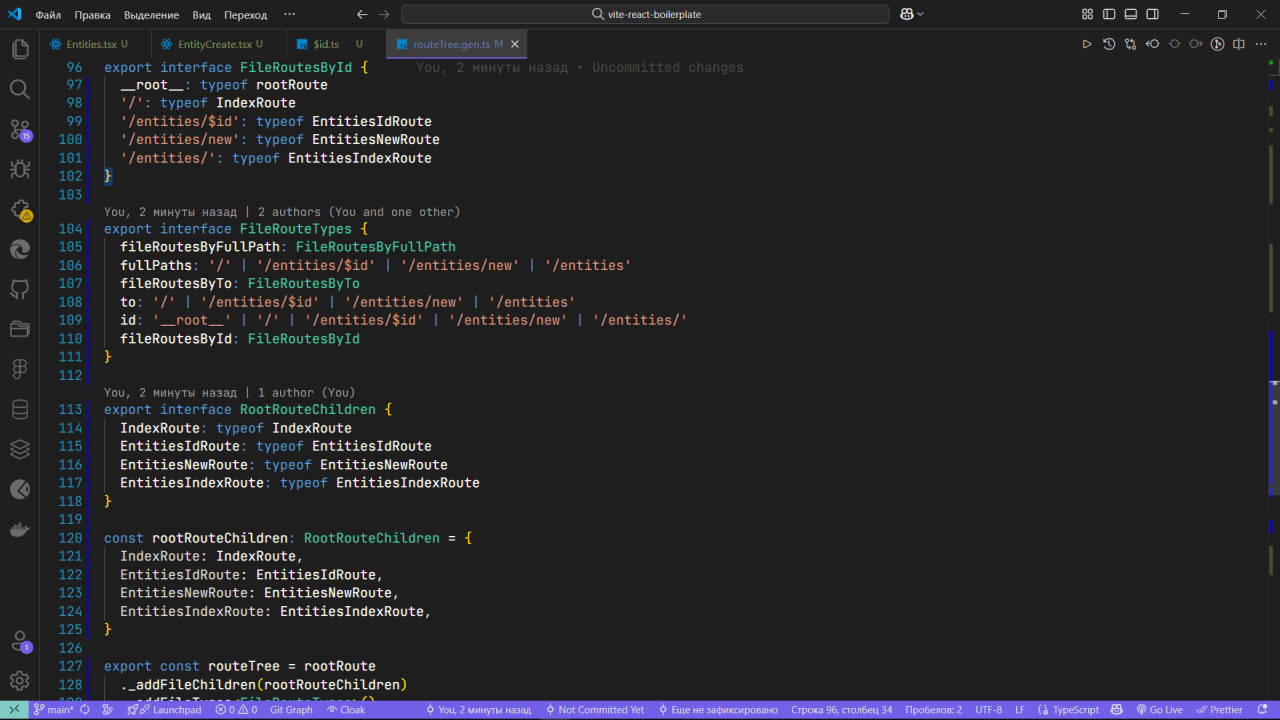 Файл Правка Выделение Вид Переход ··· vite-react-boilerplate
Entities.tsx U EntityCreate.tsx U $id.ts U routeTree.gen.ts M
96 export interface FileRoutesById { You, 2 минуты назад • Uncommitted changes
97 __root__: typeof rootRoute
98 '/': typeof IndexRoute
99 '/entities/$id': typeof EntitiesIdRoute
100 '/entities/new': typeof EntitiesNewRoute
101 '/entities/': typeof EntitiesIndexRoute
102 }
103
You, 2 минуты назад | 2 authors (You and one other)
104 export interface FileRouteTypes {
105 fileRoutesByFullPath: FileRoutesByFullPath
106 fullPaths: '/' | '/entities/$id' | '/entities/new' | '/entities'
107 fileRoutesByTo: FileRoutesByTo
108 to: '/' | '/entities/$id' | '/entities/new' | '/entities'
109 id: '__root__' | '/' | '/entities/$id' | '/entities/new' | '/entities/'
110 fileRoutesById: FileRoutesById
111 }
112
You, 2 минуты назад | 1 author (You)
113 export interface RootRouteChildren {
114 IndexRoute: typeof IndexRoute
115 EntitiesIdRoute: typeof EntitiesIdRoute
116 EntitiesNewRoute: typeof EntitiesNewRoute
117 EntitiesIndexRoute: typeof EntitiesIndexRoute
118 }
119
120 const rootRouteChildren: RootRouteChildren = {
121 IndexRoute: IndexRoute,
122 EntitiesIdRoute: EntitiesIdRoute,
123 EntitiesNewRoute: EntitiesNewRoute,
124 EntitiesIndexRoute: EntitiesIndexRoute,
125 }
126
127 export const routeTree = rootRoute
128 ._addFileChildren(rootRouteChildren)
129 ._addFileTypes<FileRouteTypes>()
15
1
main* Launchpad 0 0 Git Graph Cloak You, 2 минуты назад Not Committed Yet Еще не зафиксировано Строка 96, столбец 34 Пробелов: 2 UTF-8 LF TypeScript Go Live Prettier